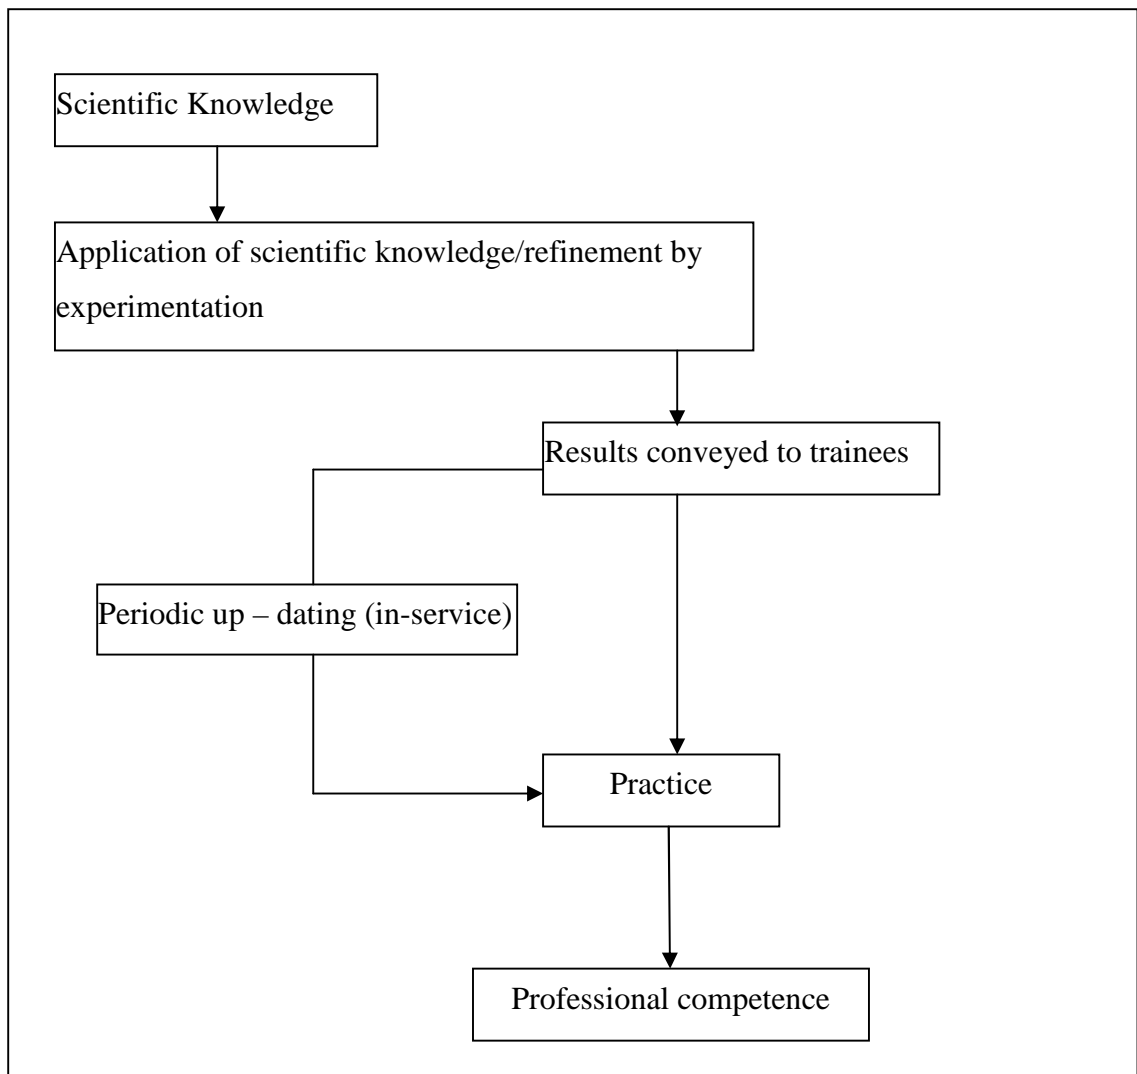 Scientific Knowledge
Application of scientific knowledge/refinement by
experimentation
Results conveyed to trainees
Periodic up – dating (in-service)
Practice
Professional competence